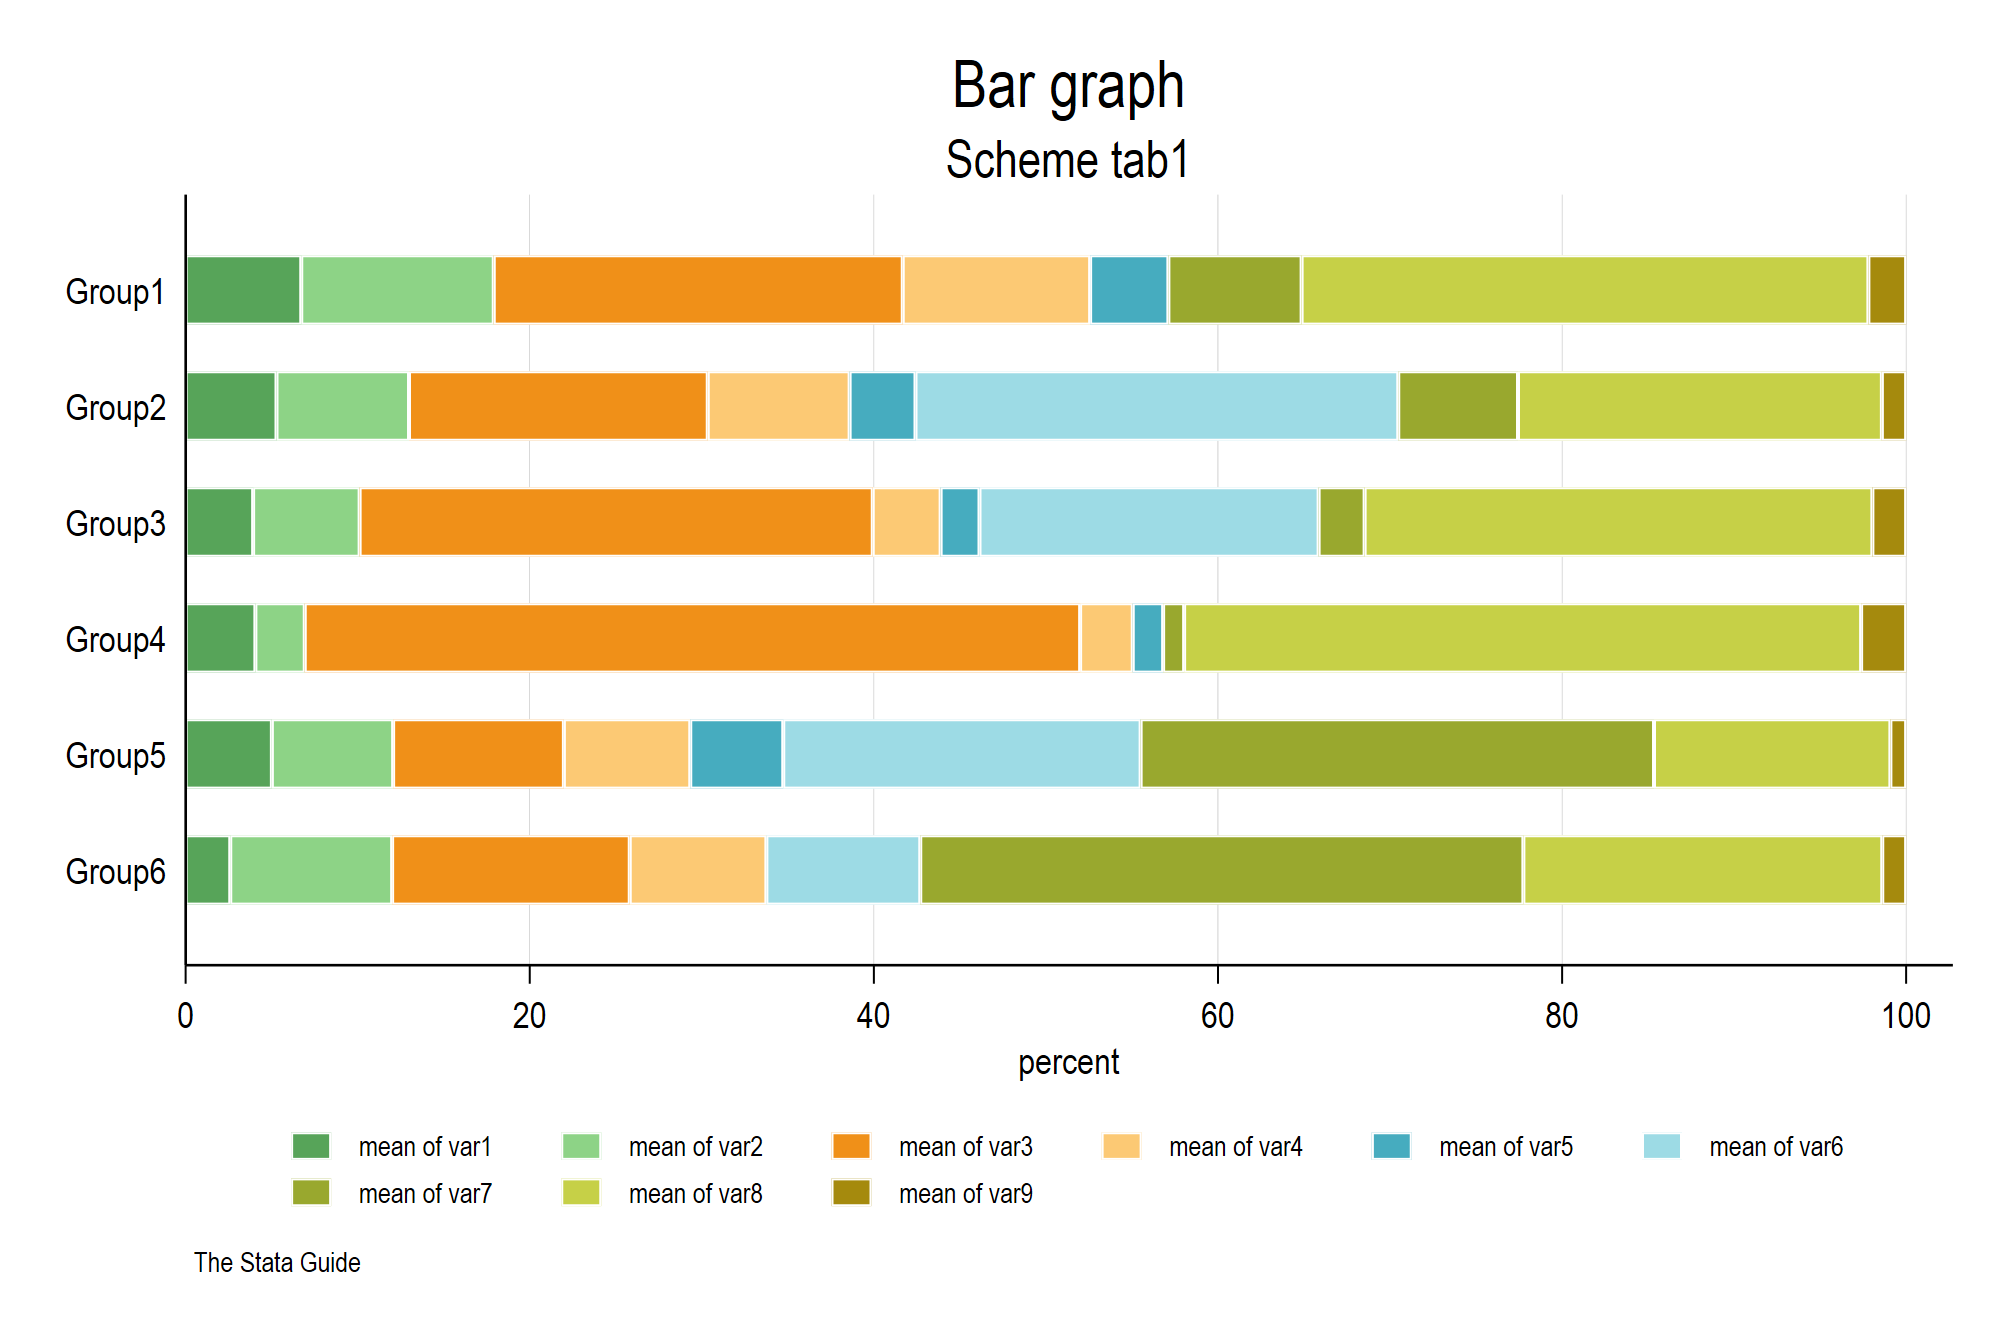 Bar graph
Scheme tab1
Group1
Group2
Group3
Group4
Group5
Group6
0 20 40 60 80 100
percent
mean of var1 mean of var2 mean of var3 mean of var4 mean of var5 mean of var6
mean of var7 mean of var8 mean of var9
The Stata Guide